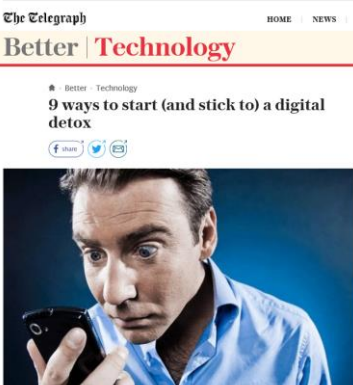 The Telegraph
HOME NEWS
Better | Technology
Better Technology
9 ways to start (and stick to) a digital
detox
share